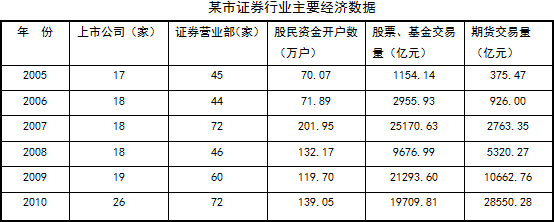 某市证券行业主要经济数据
年 份 上市公司（家） 证券营业部(家) 股民资金开户数（万户） 股票、基金交易量（亿元） 期货交易量（亿元）
2005 17 45 70.07 1154.14 375.47
2006 18 44 71.89 2955.93 926.00
2007 18 72 201.95 25170.63 2763.35
2008 18 46 132.17 9676.99 5320.27
2009 19 60 119.70 21293.60 10662.76
2010 26 72 139.05 19709.81 28550.28